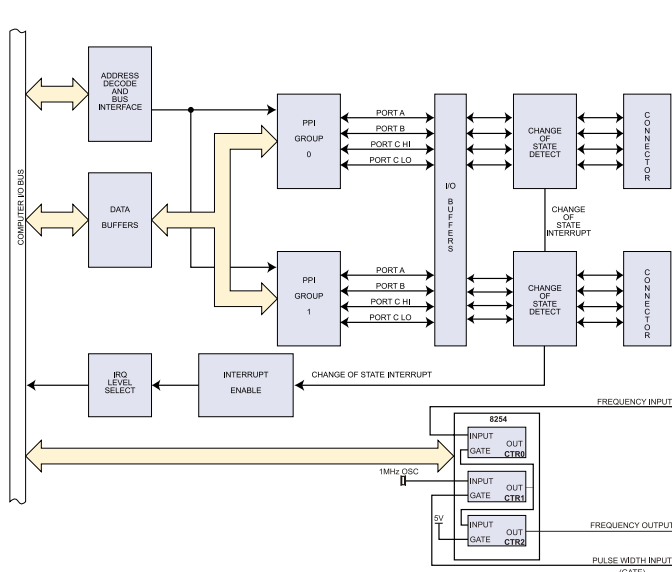 COMPUTER I/O BUS
ADDRESS
DECODE
AND
BUS
INTERFACE
DATA
BUFFERS
PPI
GROUP
0
PORT A
PORT B
PORT C HI
PORT C LO
PPI
GROUP
1
PORT A
PORT B
PORT C HI
PORT C LO
I/O
BUFFERS
CHANGE
OF
STATE
DETECT
CONNECTOR
CHANGE
OF
STATE
INTERRUPT
CHANGE
OF
STATE
DETECT
CONNECTOR
IRQ
LEVEL
SELECT
INTERRUPT
ENABLE
CHANGE OF STATE INTERRUPT
FREQUENCY INPUT
8254
INPUT
OUT
GATE
CTR0
1MHz OSC
INPUT
OUT
GATE
CTR1
5V
INPUT
OUT
GATE
CTR2
FREQUENCY OUTPUT
PULSE WIDTH INPUT
(GATE)